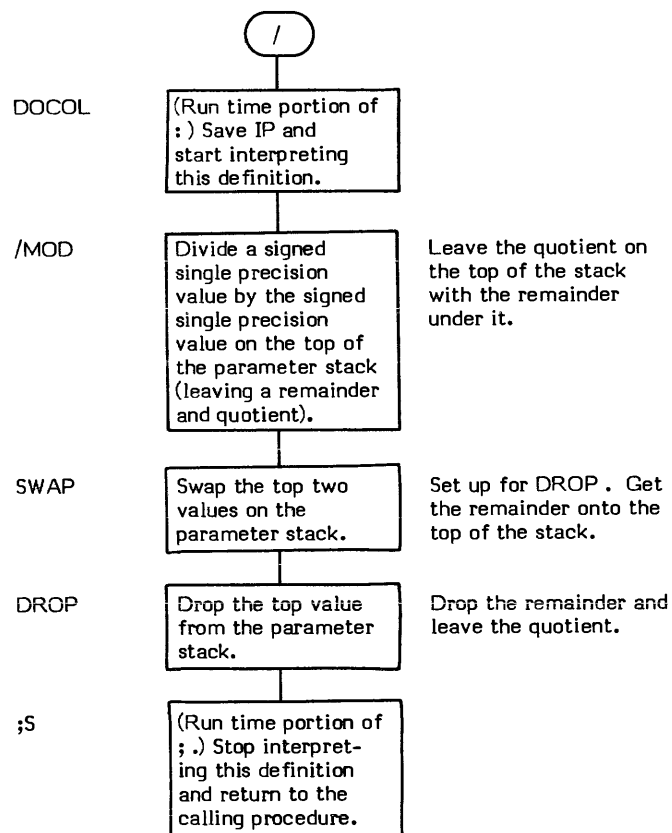 /
DOCOL
(Run time portion of
: ) Save IP and
start interpreting
this definition.
/MOD
Divide a signed
single precision
value by the signed
single precision
value on the top of
the parameter stack
(leaving a remainder
and quotient).
Leave the quotient on
the top of the stack
with the remainder
under it.
SWAP
Swap the top two
values on the
parameter stack.
Set up for DROP . Get
the remainder onto the
top of the stack.
DROP
Drop the top value
from the parameter
stack.
Drop the remainder and
leave the quotient.
;S
(Run time portion of
; .) Stop interpret-
ing this definition
and return to the
calling procedure.